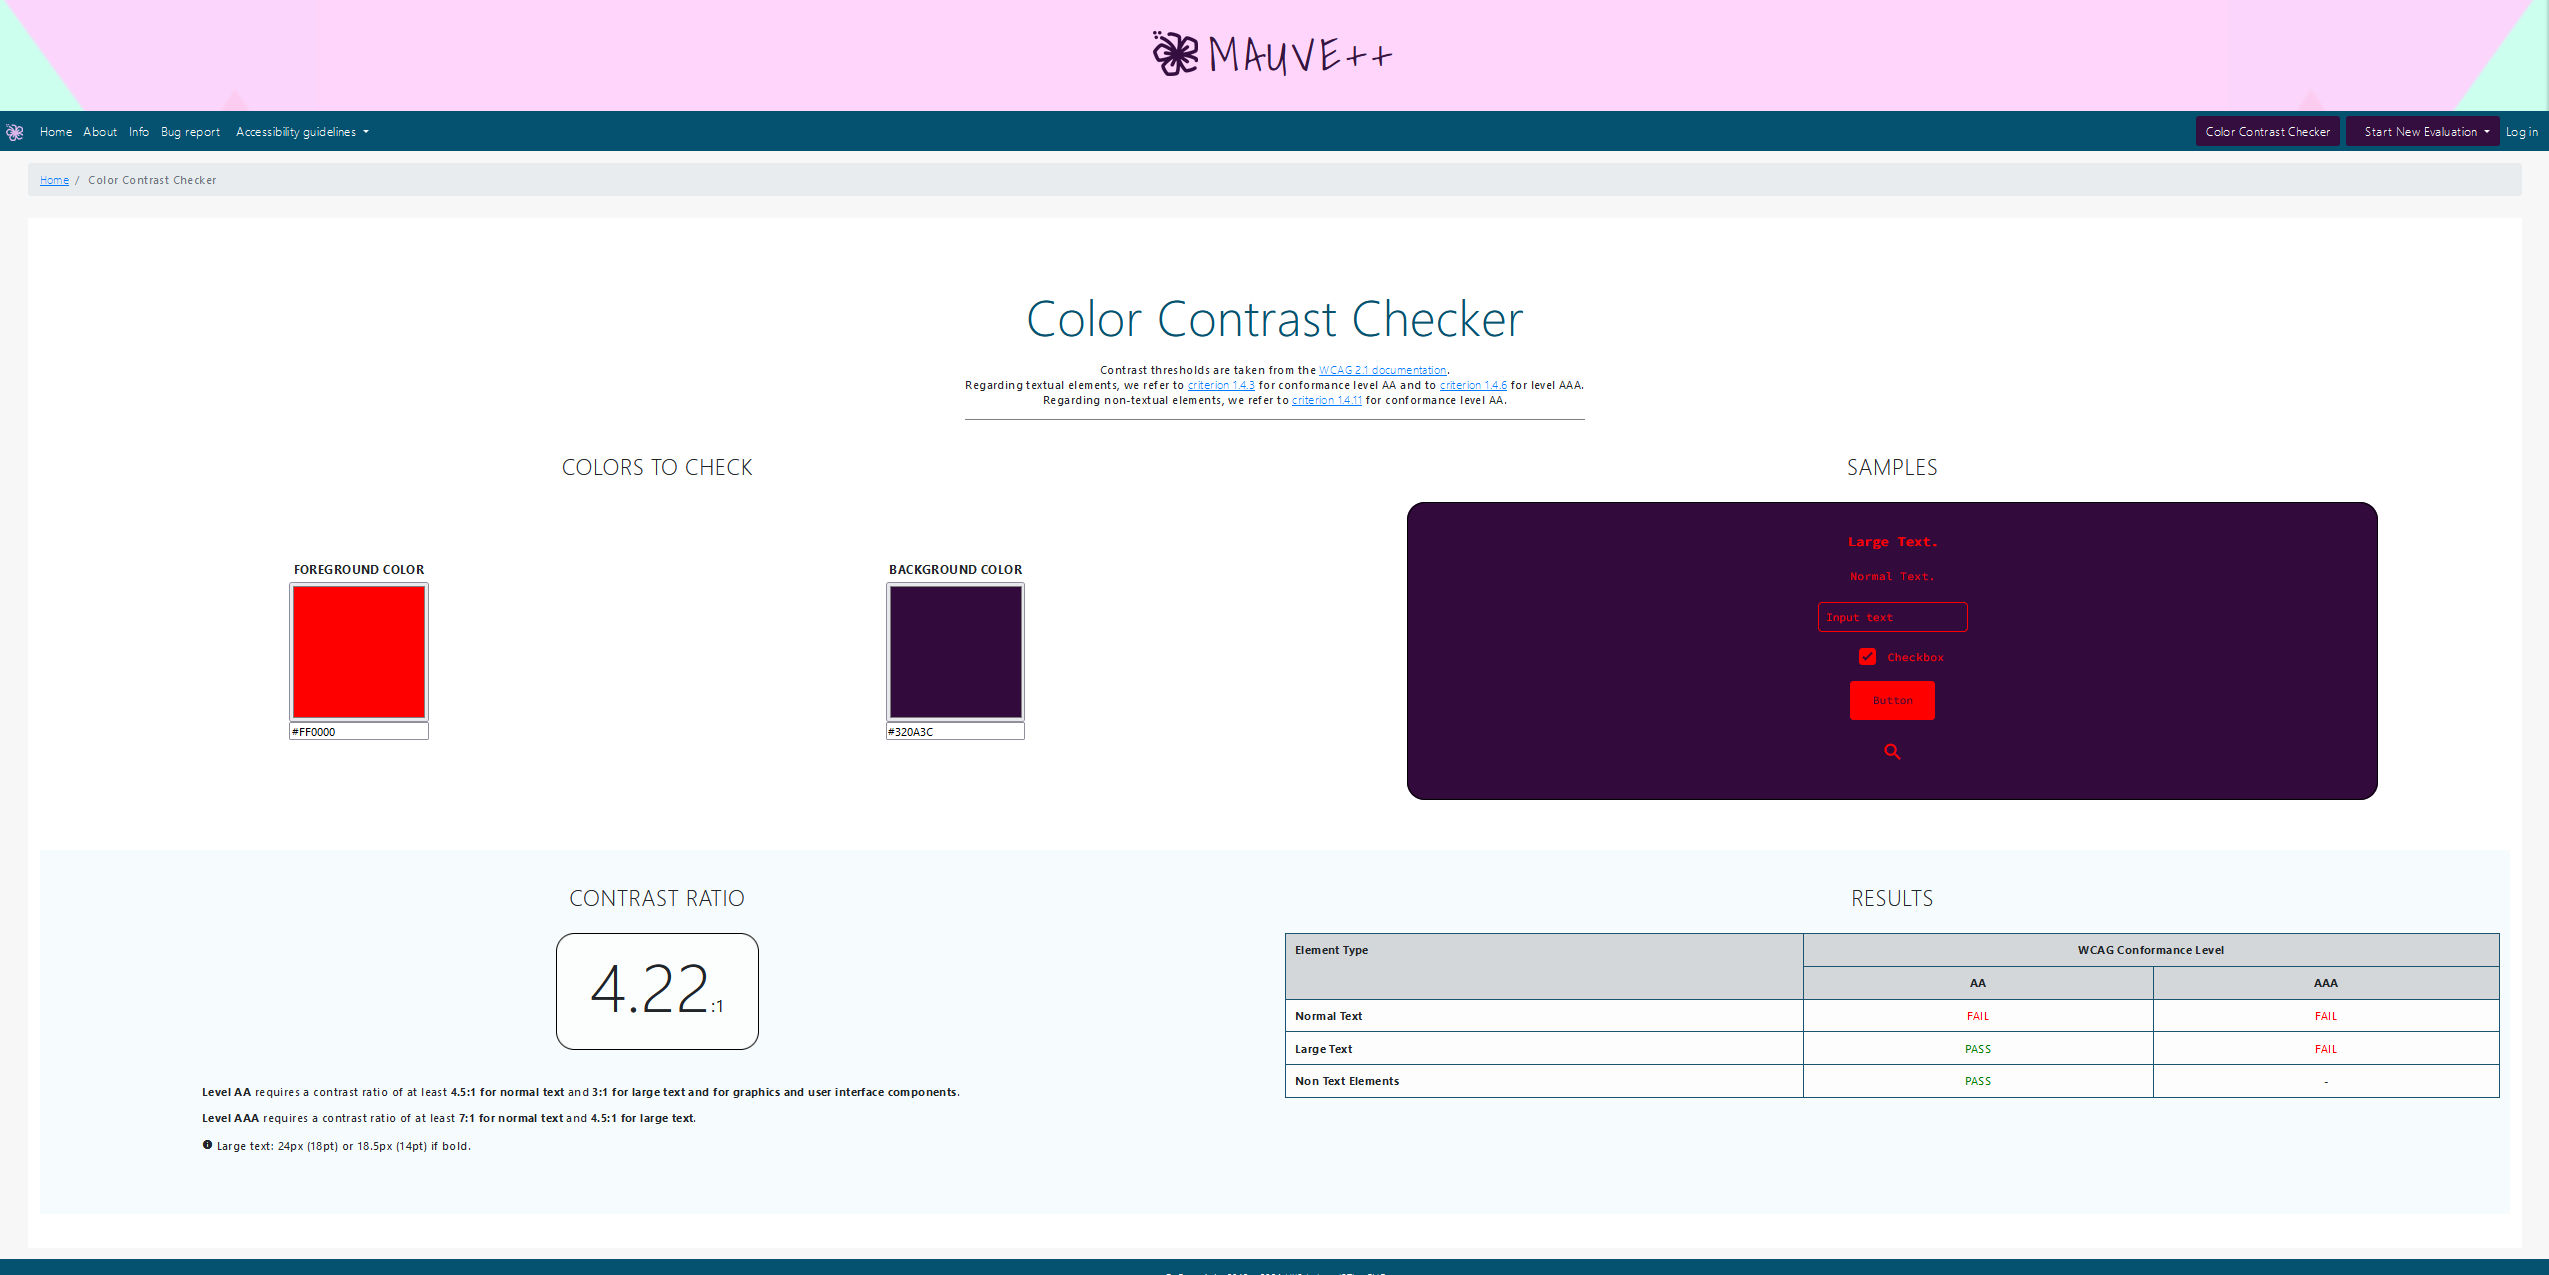 MAUVE++
Home About Info Bug report Accessibility guidelines Color Contrast Checker Start New Evaluation Log in
Home / Color Contrast Checker
Color Contrast Checker
Contrast thresholds are taken from the WCAG 2.1 documentation.
Regarding textual elements, we refer to criterion 1.4.3 for conformance level AA and to criterion 1.4.6 for level AAA.
Regarding non-textual elements, we refer to criterion 1.4.11 for conformance level AA.
COLORS TO CHECK
FOREGROUND COLOR
#FF0000
BACKGROUND COLOR
#320A3C
SAMPLES
Large Text.
Normal Text.
Input text
Checkbox
Button
CONTRAST RATIO
4.22:1
Level AA requires a contrast ratio of at least 4.5:1 for normal text and 3:1 for large text and for graphics and user interface components.
Level AAA requires a contrast ratio of at least 7:1 for normal text and 4.5:1 for large text.
Large text: 24px (18pt) or 18.5px (14pt) if bold.
RESULTS
Element Type WCAG Conformance Level
AA AAA
Normal Text FAIL FAIL
Large Text PASS FAIL
Non Text Elements PASS -